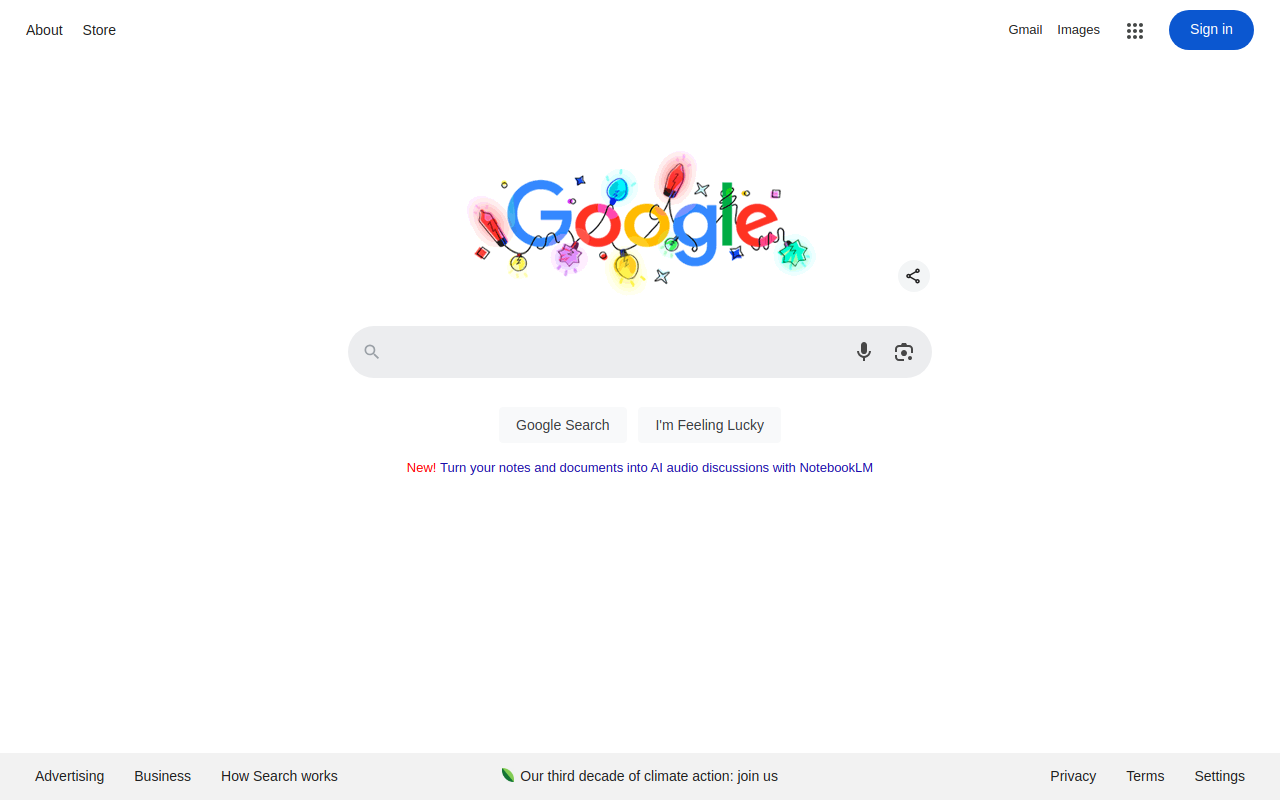 About Store
Gmail Images Sign in
Google
Google Search I'm Feeling Lucky
New! Turn your notes and documents into AI audio discussions with NotebookLM
Advertising Business How Search works
Our third decade of climate action: join us
Privacy Terms Settings